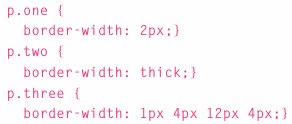 p.one {
  border-width: 2px;}
p.two {
  border-width: thick;}
p.three {
  border-width: 1px 4px 12px 4px;}